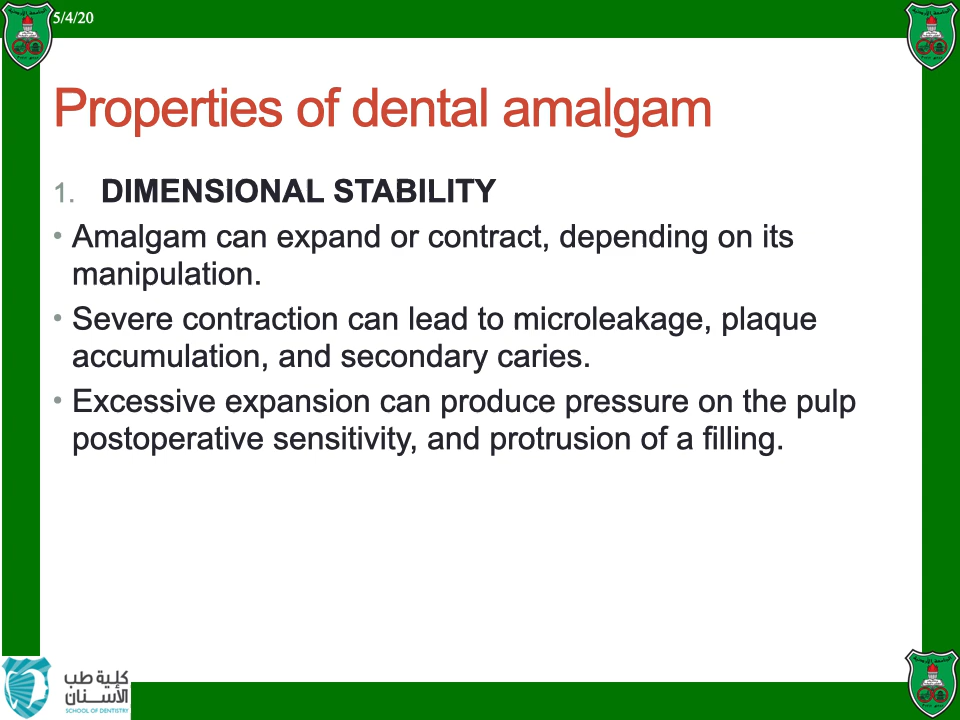 5/4/20
Properties of dental amalgam
1. DIMENSIONAL STABILITY
• Amalgam can expand or contract, depending on its
manipulation.
• Severe contraction can lead to microleakage, plaque
accumulation, and secondary caries.
• Excessive expansion can produce pressure on the pulp
postoperative sensitivity, and protrusion of a filling.
كلية طب
الأسنان
SCHOOL OF DENTISTRY